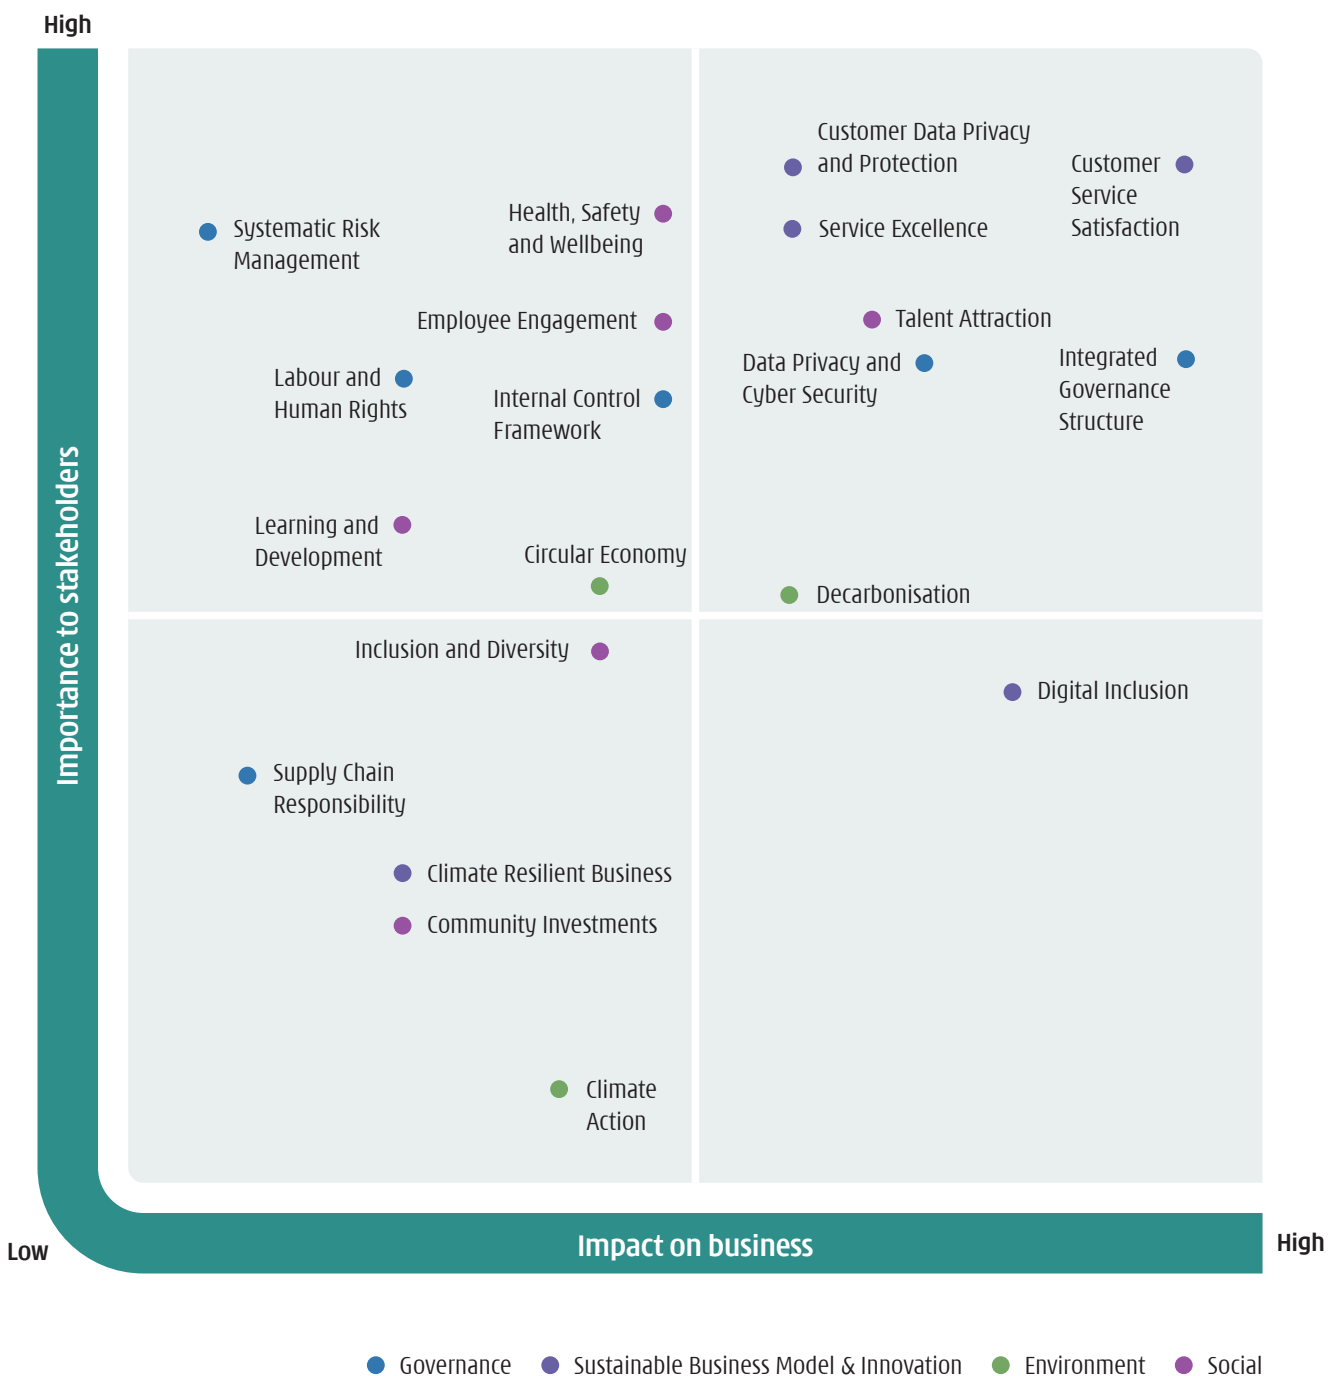 High
Customer Data Privacy
and Protection
Customer
Service
Satisfaction
Health, Safety
and Wellbeing
Systematic Risk
Management
Service Excellence
Employee Engagement
Talent Attraction
Labour and
Human Rights
Internal Control
Framework
Data Privacy and
Cyber Security
Integrated
Governance
Structure
Learning and
Development
Circular Economy
Decarbonisation
Importance to stakeholders
Inclusion and Diversity
Digital Inclusion
Supply Chain
Responsibility
Climate Resilient Business
Community Investments
Climate
Action
Low
Impact on business
High
Governance
Sustainable Business Model & Innovation
Environment
Social